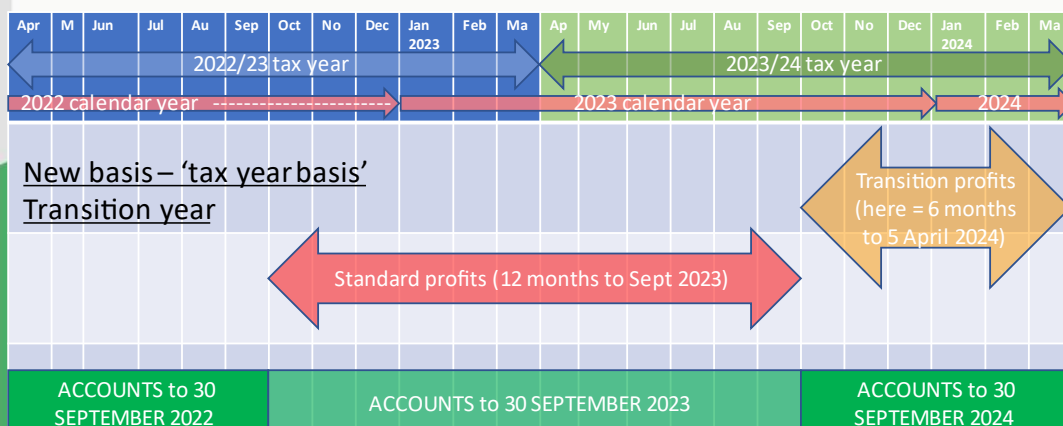 Apr M Jun Jul Au Sep Oct No Dec Jan Feb Ma Ap My Jun Jul Au Sep Oct No Dec Jan Feb Ma
2023 2024
2022/23 tax year 2023/24 tax year
2022 calendar year ---------------------- 2023 calendar year 2024
New basis – ‘tax year basis’
Transition year
Transition profits
(here = 6 months
to 5 April 2024)
Standard profits (12 months to Sept 2023)
ACCOUNTS to 30
SEPTEMBER 2022
ACCOUNTS to 30 SEPTEMBER 2023
ACCOUNTS to 30
SEPTEMBER 2024